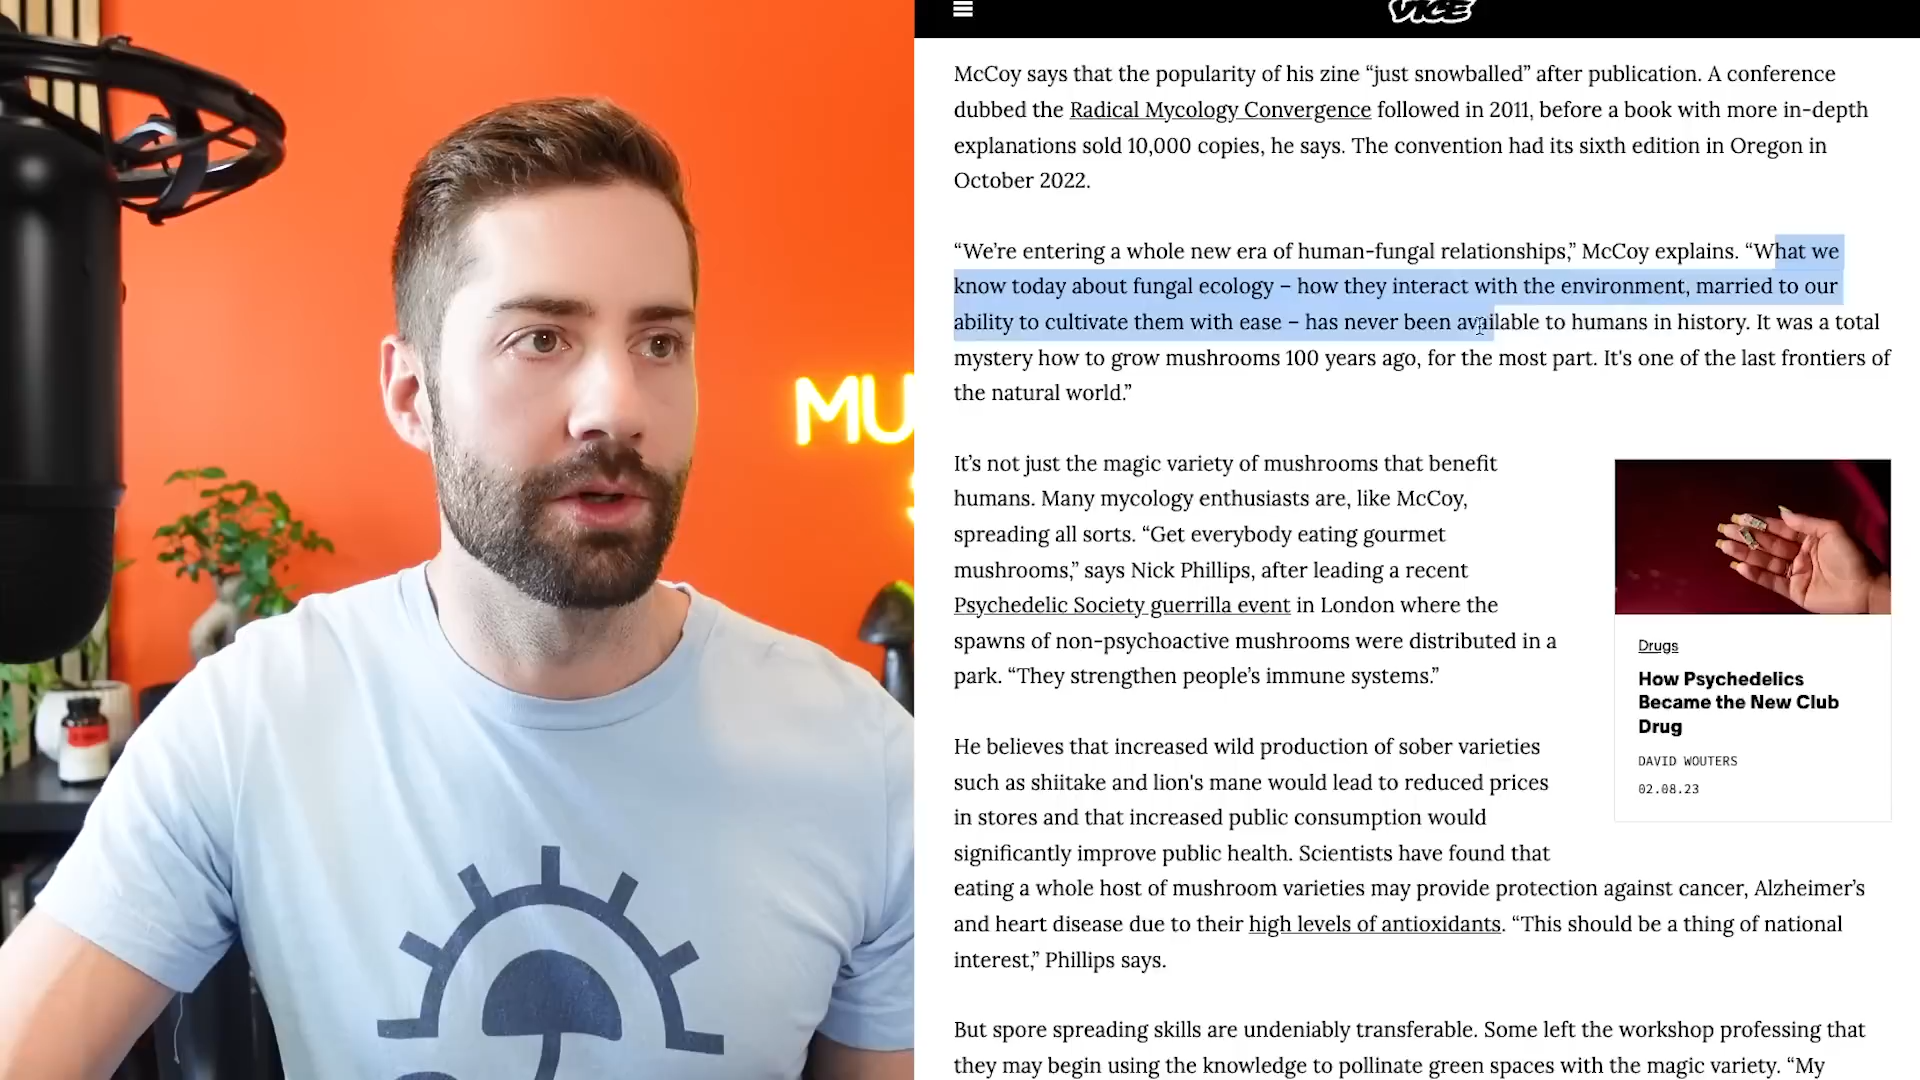 VICE
McCoy says that the popularity of his zine “just snowballed” after publication. A conference
dubbed the Radical Mycology Convergence followed in 2011, before a book with more in-depth
explanations sold 10,000 copies, he says. The convention had its sixth edition in Oregon in
October 2022.
“We’re entering a whole new era of human-fungal relationships,” McCoy explains. “What we
know today about fungal ecology – how they interact with the environment, married to our
ability to cultivate them with ease – has never been available to humans in history. It was a total
mystery how to grow mushrooms 100 years ago, for the most part. It's one of the last frontiers of
the natural world.”
It’s not just the magic variety of mushrooms that benefit
humans. Many mycology enthusiasts are, like McCoy,
spreading all sorts. “Get everybody eating gourmet
mushrooms,” says Nick Phillips, after leading a recent
Psychedelic Society guerrilla event in London where the
spawns of non-psychoactive mushrooms were distributed in a
park. “They strengthen people’s immune systems.”
He believes that increased wild production of sober varieties
such as shiitake and lion's mane would lead to reduced prices
in stores and that increased public consumption would
significantly improve public health. Scientists have found that
eating a whole host of mushroom varieties may provide protection against cancer, Alzheimer’s
and heart disease due to their high levels of antioxidants. “This should be a thing of national
interest,” Phillips says.
But spore spreading skills are undeniably transferable. Some left the workshop professing that
they may begin using the knowledge to pollinate green spaces with the magic variety. “My
Drugs
How Psychedelics
Became the New Club
Drug
DAVID WOUTERS
02.08.23
MU